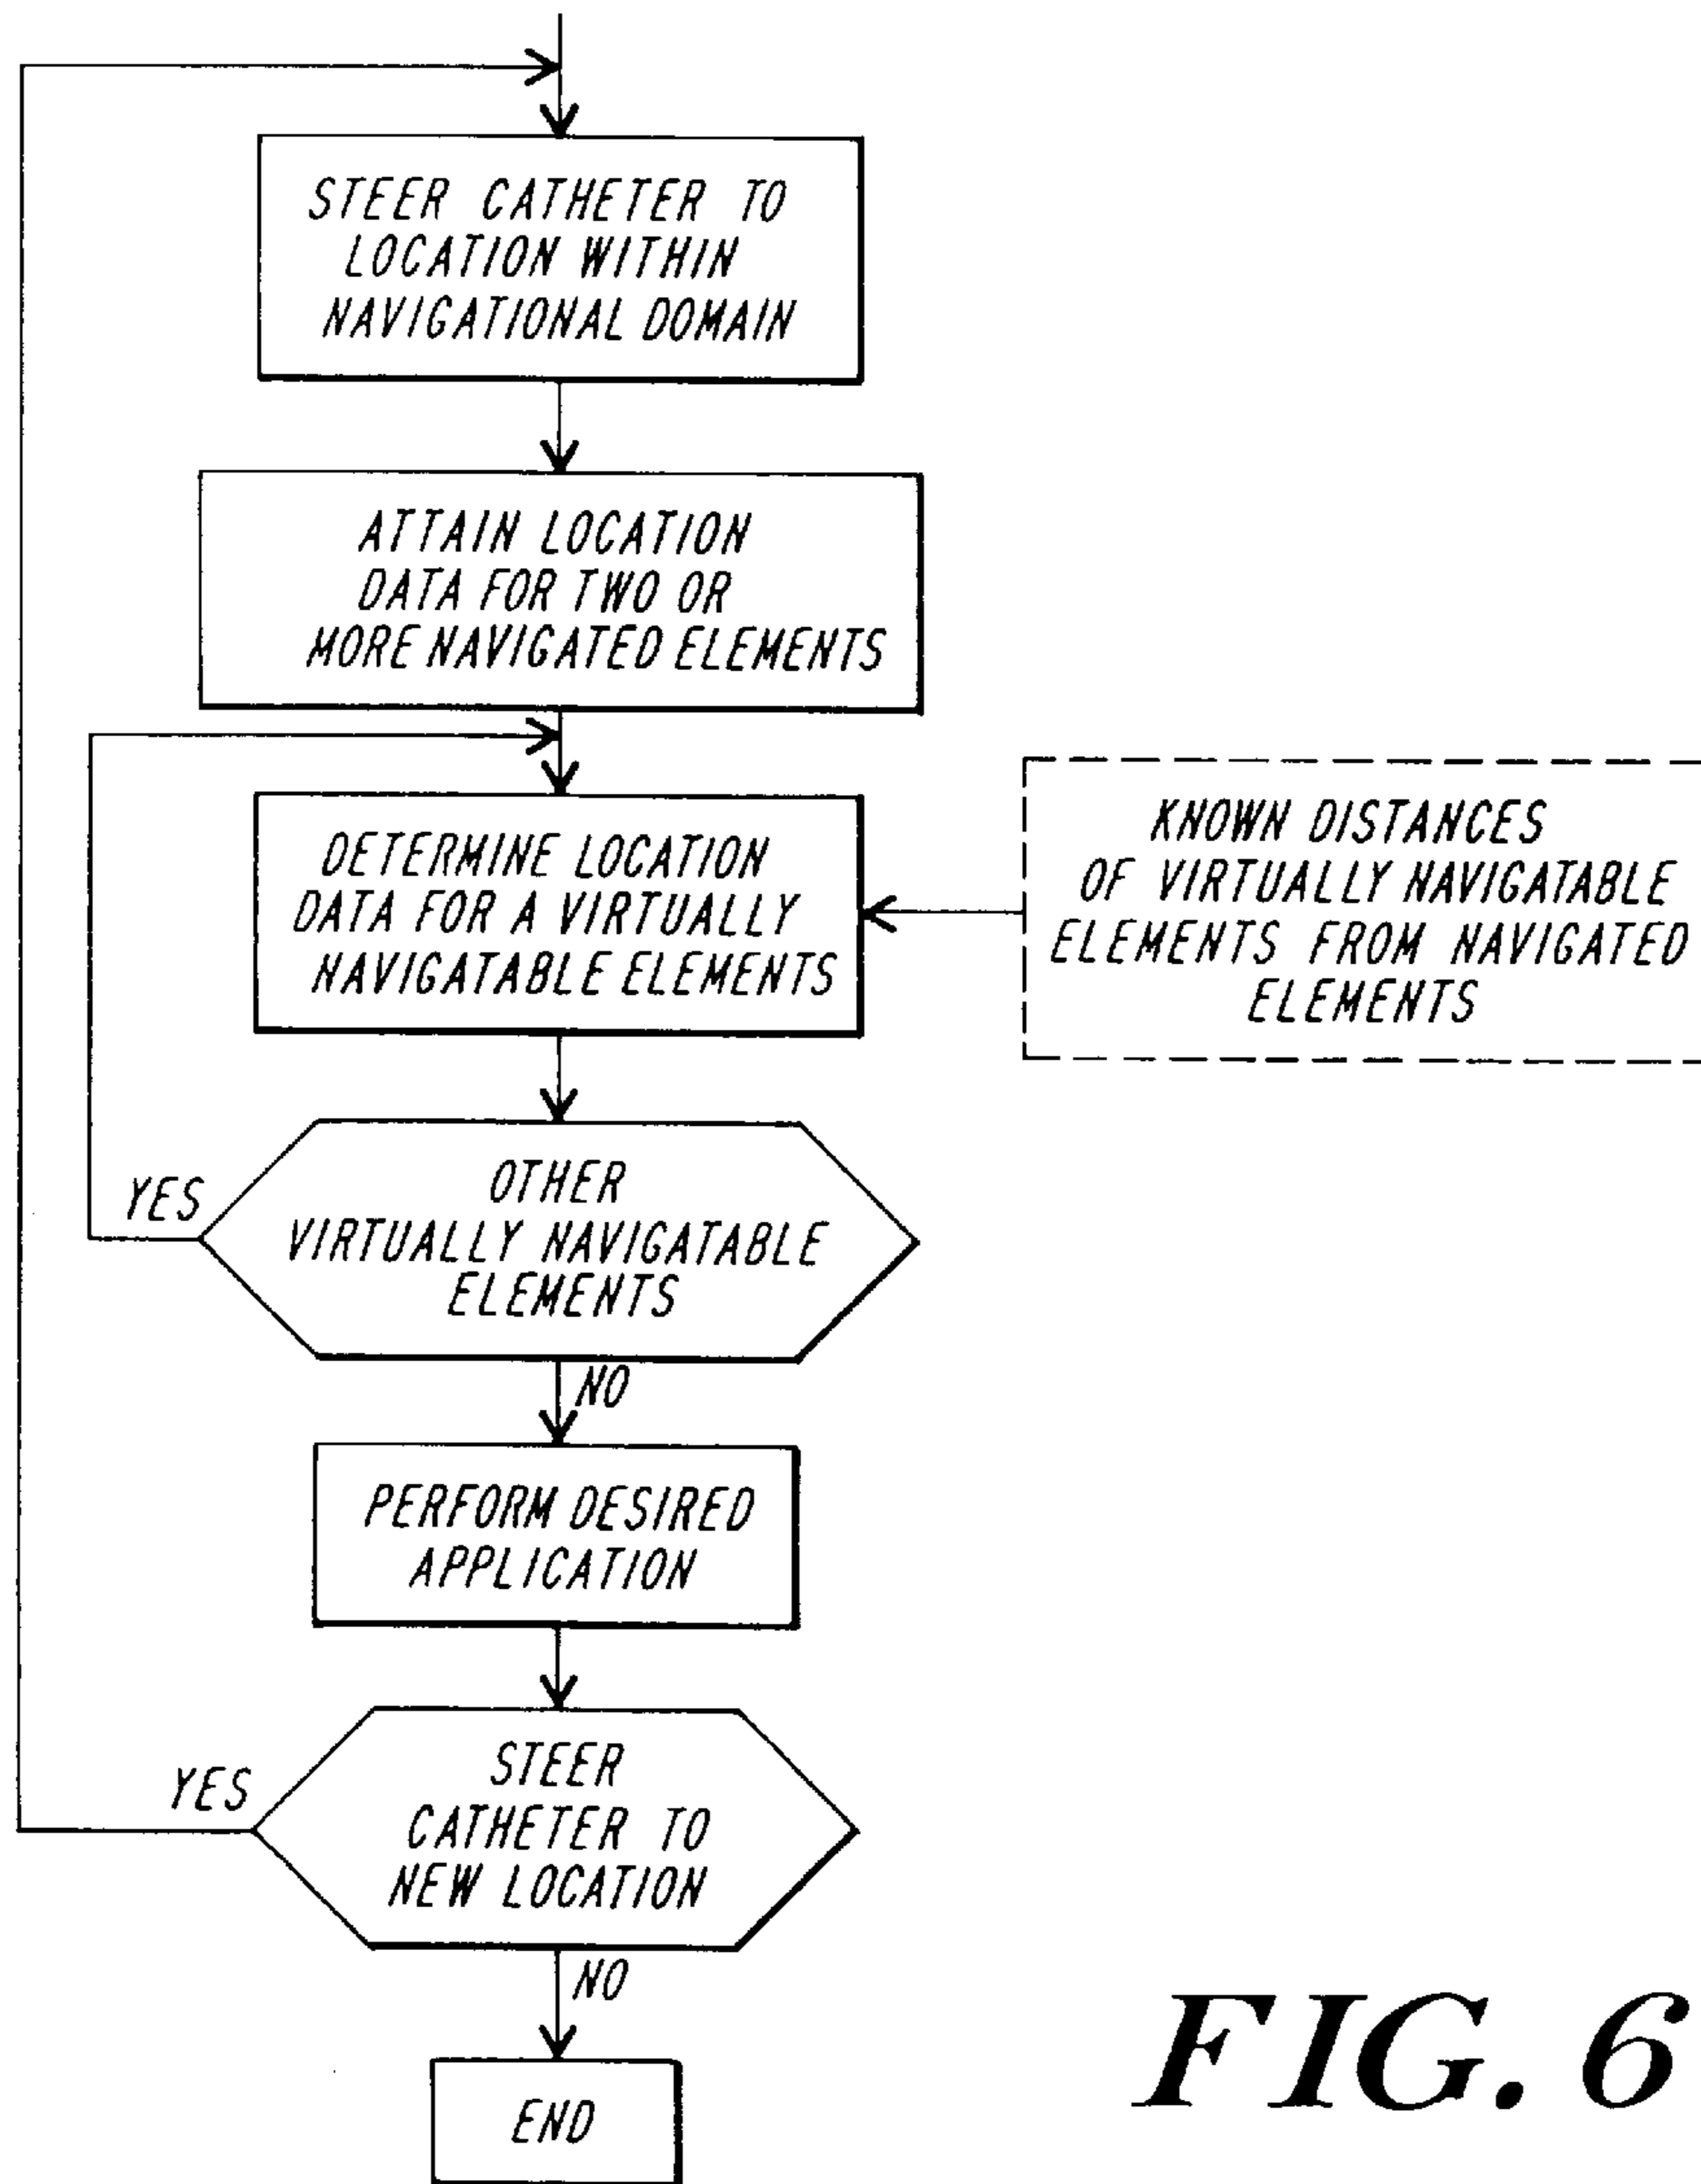 STEER CATHETER TO
LOCATION WITHIN
NAVIGATIONAL DOMAIN
ATTAIN LOCATION
DATA FOR TWO OR
MORE NAVIGATED ELEMENTS
DETERMINE LOCATION
DATA FOR A VIRTUALLY
NAVIGATABLE ELEMENTS
KNOWN DISTANCES
OF VIRTUALLY NAVIGATABLE
ELEMENTS FROM NAVIGATED
ELEMENTS
OTHER
VIRTUALLY NAVIGATABLE
ELEMENTS
YES
NO
PERFORM DESIRED
APPLICATION
STEER
CATHETER TO
NEW LOCATION
YES
NO
END
FIG. 6